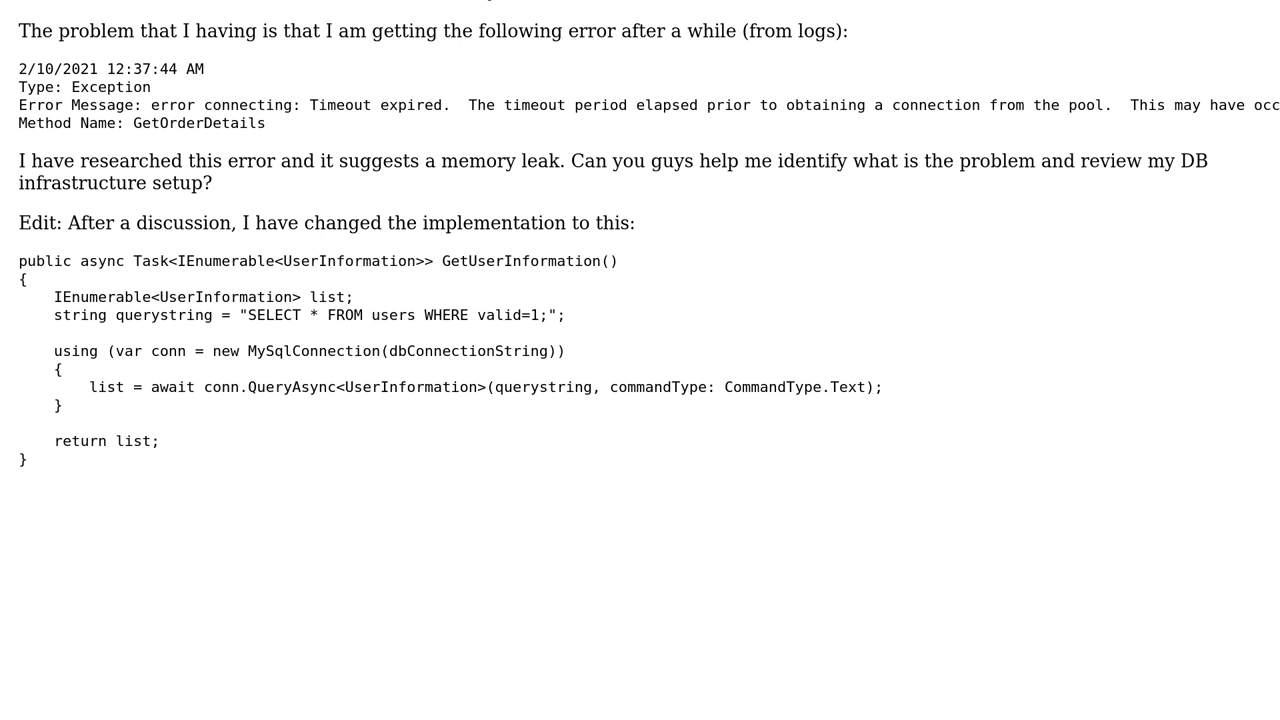 The problem that I having is that I am getting the following error after a while (from logs):
2/10/2021 12:37:44 AM
Type: Exception
Error Message: error connecting: Timeout expired.  The timeout period elapsed prior to obtaining a connection from the pool.  This may have occ
Method Name: GetOrderDetails
I have researched this error and it suggests a memory leak. Can you guys help me identify what is the problem and review my DB
infrastructure setup?
Edit: After a discussion, I have changed the implementation to this:
public async Task<IEnumerable<UserInformation>> GetUserInformation()
{
    IEnumerable<UserInformation> list;
    string querystring = "SELECT * FROM users WHERE valid=1;";
    using (var conn = new MySqlConnection(dbConnectionString))
    {
        list = await conn.QueryAsync<UserInformation>(querystring, commandType: CommandType.Text);
    }
    return list;
}